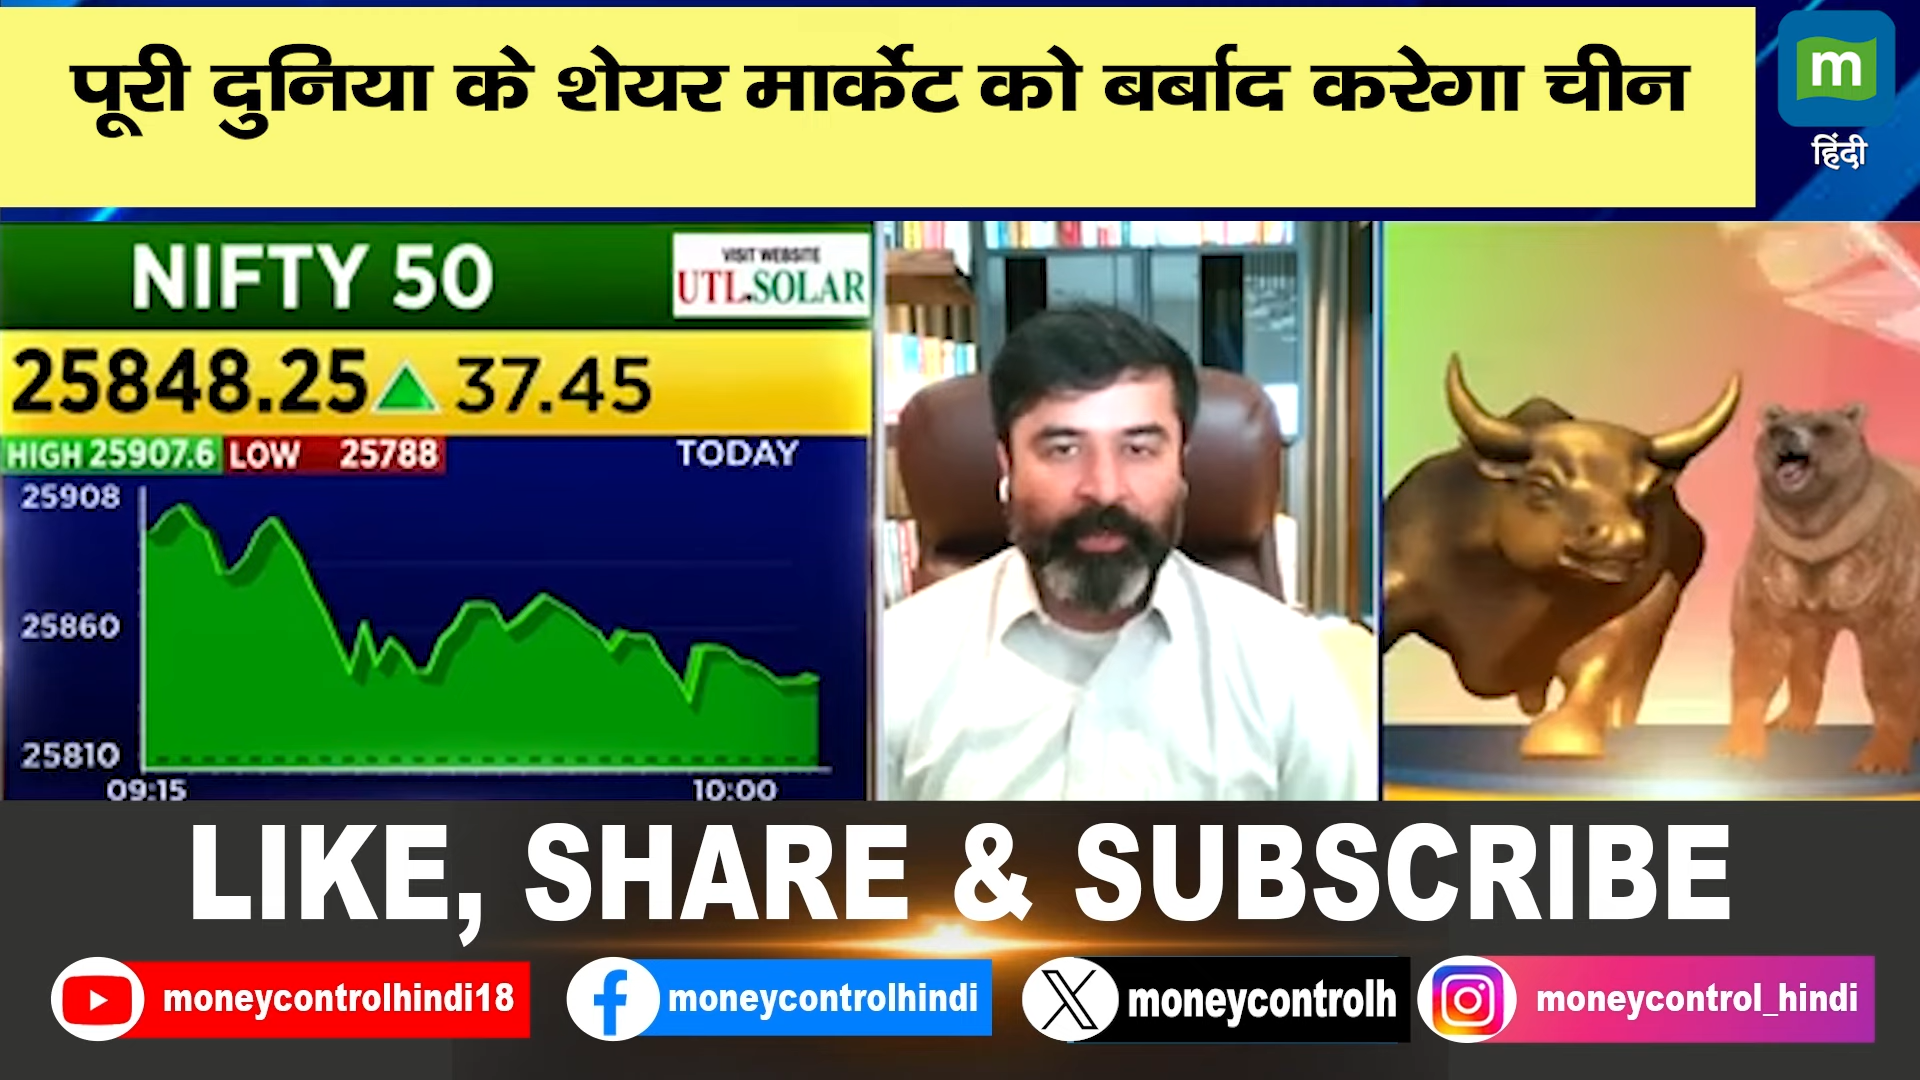 पूरी दुनिया के शेयर मार्केट को बर्बाद करेगा चीन
m
हिंदी
NIFTY 50
VISIT WEBSITE
UTL.SOLAR
25848.25 ▲ 37.45
HIGH 25907.6 LOW 25788
TODAY
25908
25860
25810
09:15 10:00
LIKE, SHARE & SUBSCRIBE
moneycontrolhindi18
moneycontrolhindi
moneycontrolh
moneycontrol_hindi